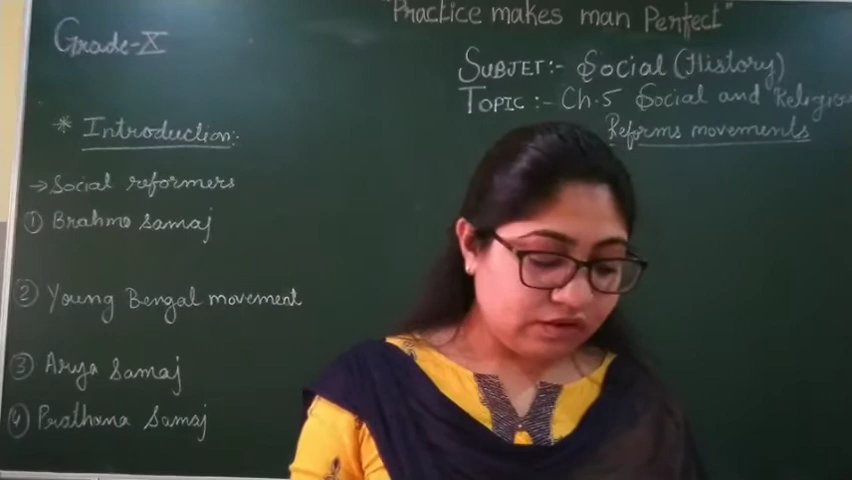 "Practice makes man Perfect"
Grade-X
SUBJET :- Social (History)
TOPIC :- Ch.5 Social and Religious
Reforms movements
* Introduction:
→ Social reformers
① Brahmo Samaj
② Young Bengal movement
③ Arya Samaj
④ Prathana Samaj